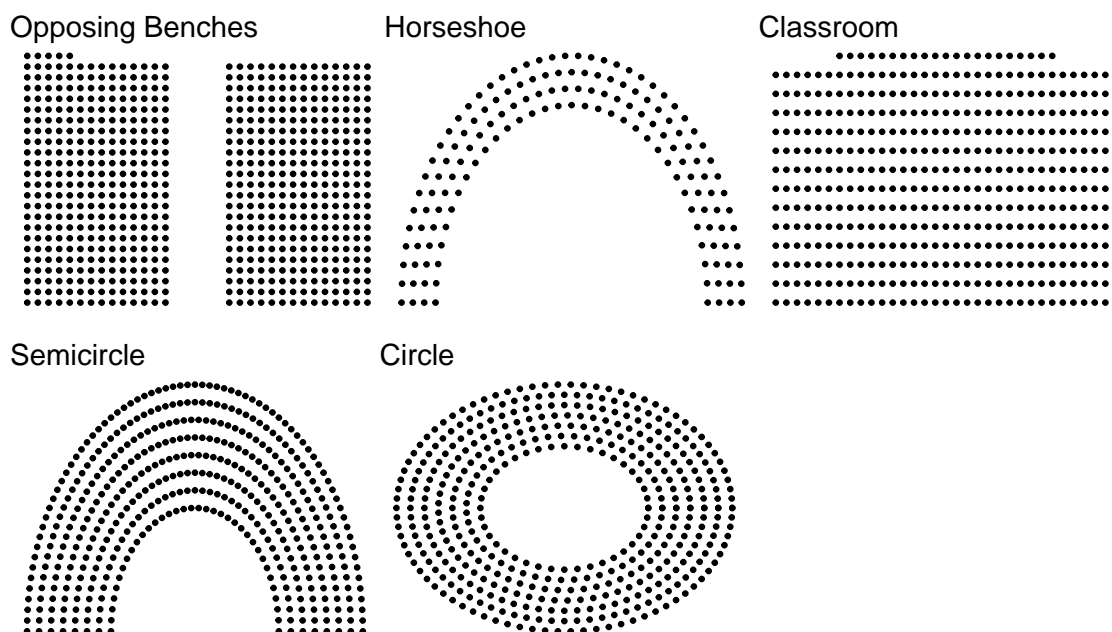 Opposing Benches
Horseshoe
Classroom
Semicircle
Circle